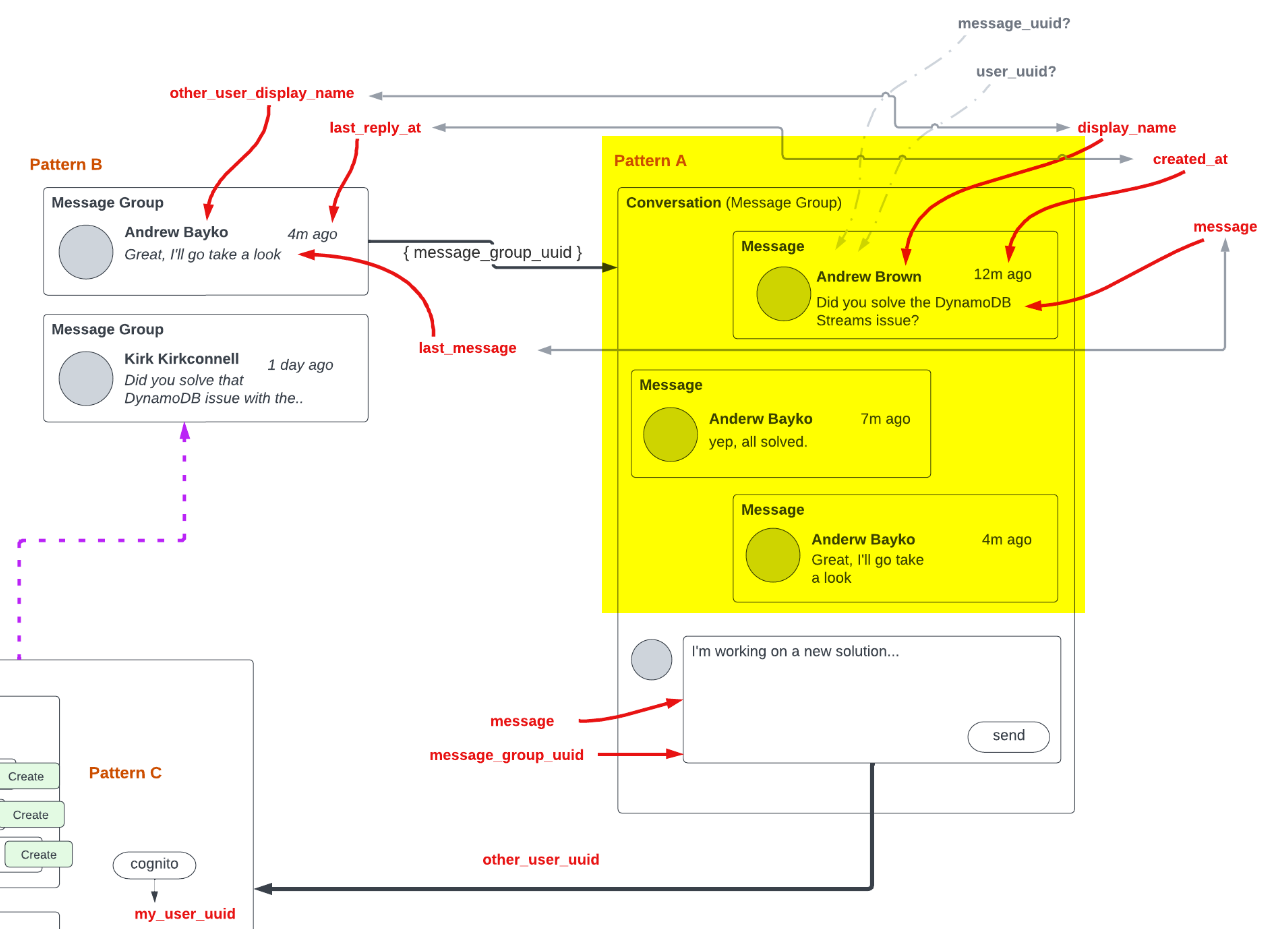 message_uuid?
user_uuid?
other_user_display_name
last_reply_at
display_name
created_at
message
Pattern B
Message Group
Andrew Bayko
4m ago
Great, I'll go take a look
{ message_group_uuid }
Message Group
Kirk Kirkconnell
1 day ago
Did you solve that
DynamoDB issue with the..
last_message
Pattern A
Conversation (Message Group)
Message
Andrew Brown
12m ago
Did you solve the DynamoDB
Streams issue?
Message
Anderw Bayko
7m ago
yep, all solved.
Message
Anderw Bayko
4m ago
Great, I'll go take
a look
I'm working on a new solution...
send
message
message_group_uuid
Pattern C
Create
Create
Create
cognito
my_user_uuid
other_user_uuid